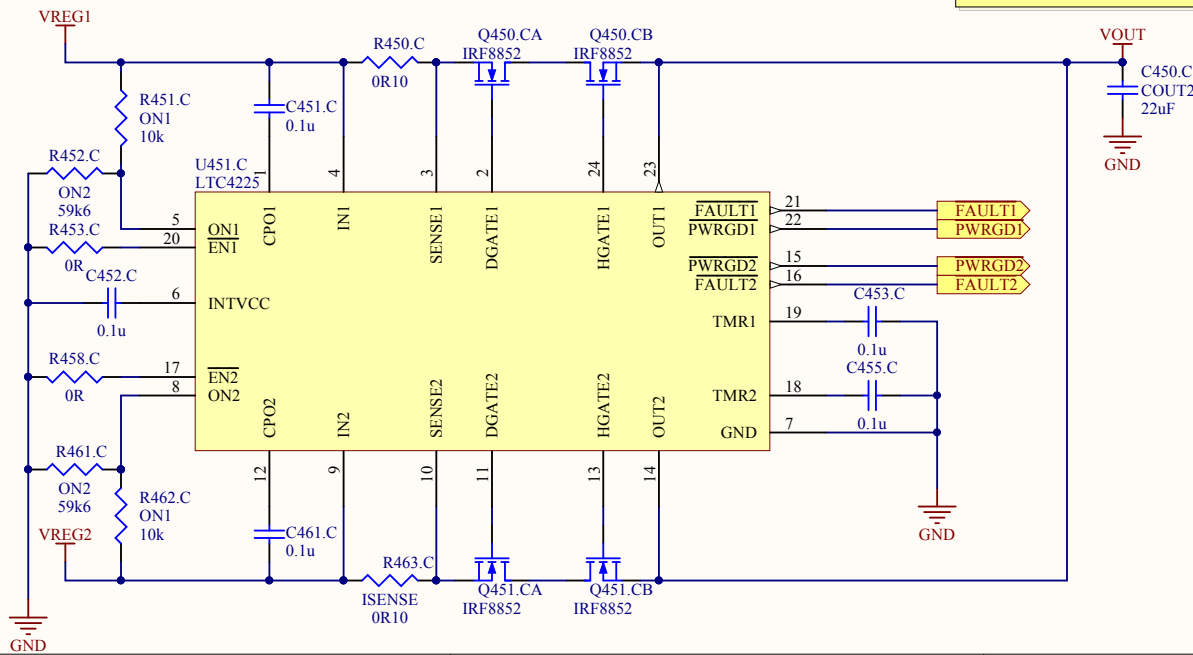 VREG1
R450.C
0R10
Q450.CA
IRF8852
Q450.CB
IRF8852
VOUT
C450.C
COUT2
22uF
GND
R451.C
ON1
10k
C451.C
0.1u
R452.C
ON2
59k6
U451.C
LTC4225
1
4
3
2
24
23
CPO1
IN1
SENSE1
DGATE1
HGATE1
OUT1
5
ON1
R453.C
0R
20
EN1
C452.C
0.1u
6
INTVCC
R458.C
0R
17
EN2
8
ON2
FAULT1
21
FAULT1
PWRGD1
22
PWRGD1
PWRGD2
15
PWRGD2
FAULT2
16
FAULT2
TMR1
19
C453.C
0.1u
TMR2
18
C455.C
0.1u
GND
7
GND
CPO2
IN2
SENSE2
DGATE2
HGATE2
OUT2
12
9
10
11
13
14
R461.C
ON2
59k6
R462.C
ON1
10k
C461.C
0.1u
VREG2
R463.C
ISENSE
0R10
Q451.CA
IRF8852
Q451.CB
IRF8852
GND